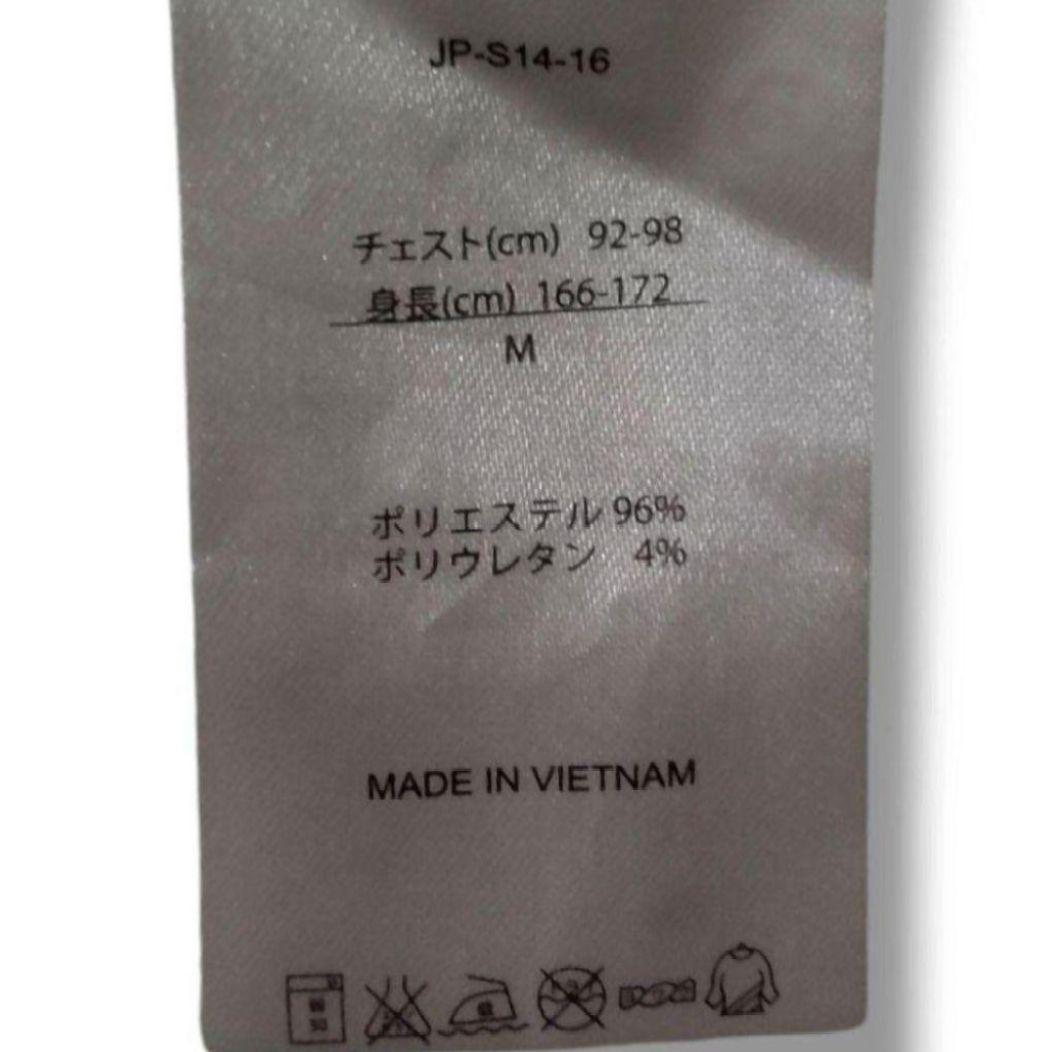 JP-S14-16
チェスト(cm) 92-98
身長(cm) 166-172
M
ポリエステル 96%
ポリウレタン 4%
MADE IN VIETNAM